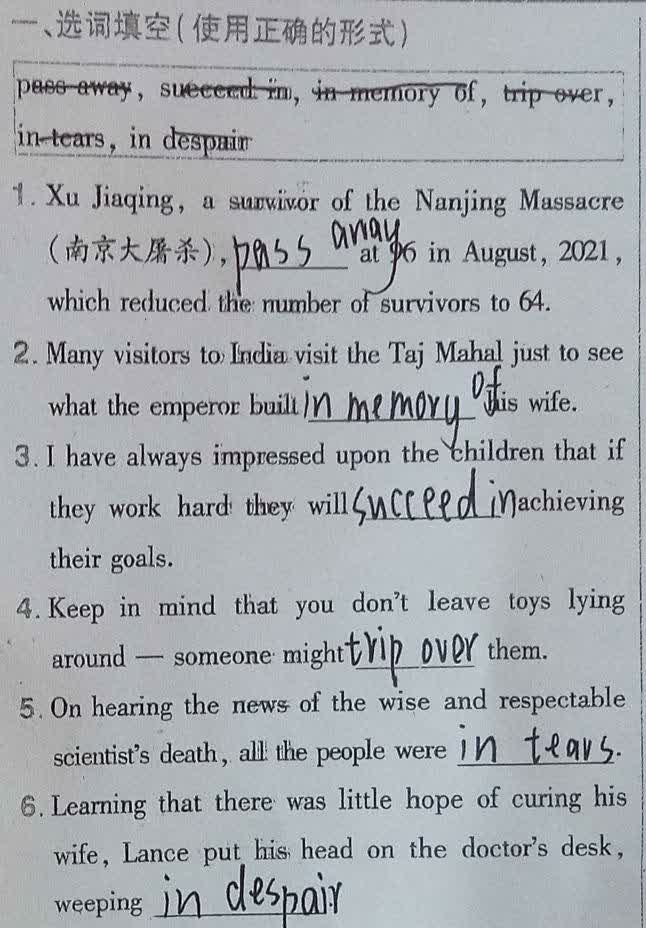 一、选词填空(使用正确的形式)
pass away, succeed in, in memory of, trip over,
in tears, in despair
1. Xu Jiaqing, a survivor of the Nanjing Massacre
(南京大屠杀), pass away at 96 in August, 2021,
which reduced the number of survivors to 64.
2. Many visitors to India visit the Taj Mahal just to see
what the emperor built in memory of his wife.
3. I have always impressed upon the children that if
they work hard they will succeed in achieving
their goals.
4. Keep in mind that you don't leave toys lying
around — someone might trip over them.
5. On hearing the news of the wise and respectable
scientist's death, all the people were in tears.
6. Learning that there was little hope of curing his
wife, Lance put his head on the doctor's desk,
weeping in despair